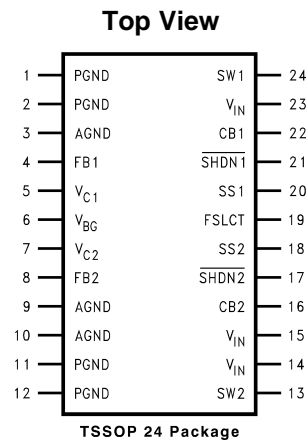 Top View
1 PGND SW1 24
2 PGND VIN 23
3 AGND CB1 22
4 FB1 SHDN1 21
5 VC1 SS1 20
6 VBG FSLCT 19
7 VC2 SS2 18
8 FB2 SHDN2 17
9 AGND CB2 16
10 AGND VIN 15
11 PGND VIN 14
12 PGND SW2 13
TSSOP 24 Package